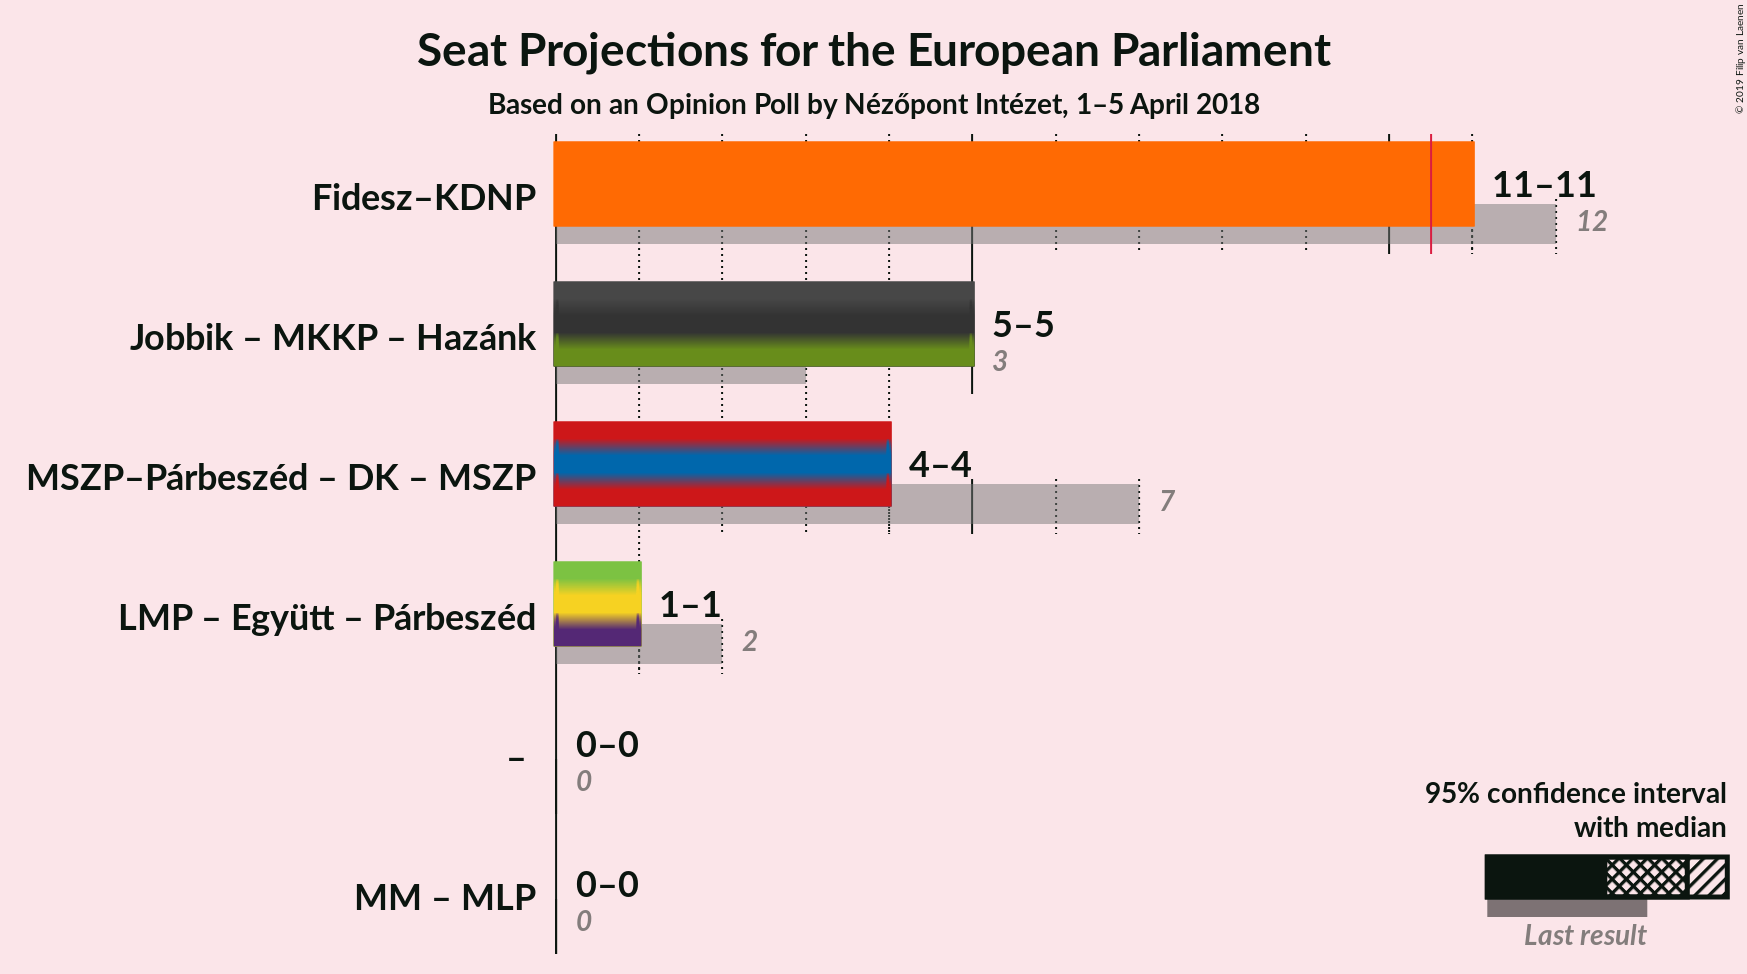 Seat Projections for the European Parliament
Based on an Opinion Poll by Nézőpont Intézet, 1–5 April 2018
© 2019 Filip van Laenen
Fidesz–KDNP
11–11
12
Jobbik – MKKP – Hazánk
5–5
3
MSZP–Párbeszéd – DK – MSZP
4–4
7
LMP – Együtt – Párbeszéd
1–1
2
–
0–0
0
MM – MLP
0–0
0
95% confidence interval
with median
Last result